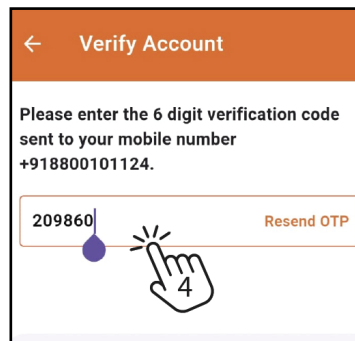 Verify Account
Please enter the 6 digit verification code
sent to your mobile number
+918800101124.
209860 Resend OTP
4